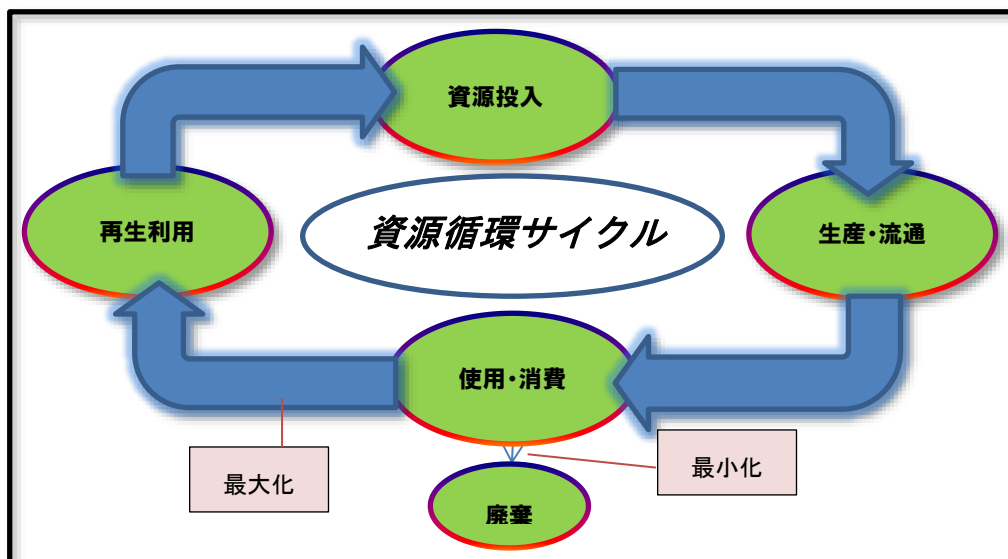 資源投入
再生利用
資源循環サイクル
生産・流通
使用・消費
最大化
最小化
廃棄